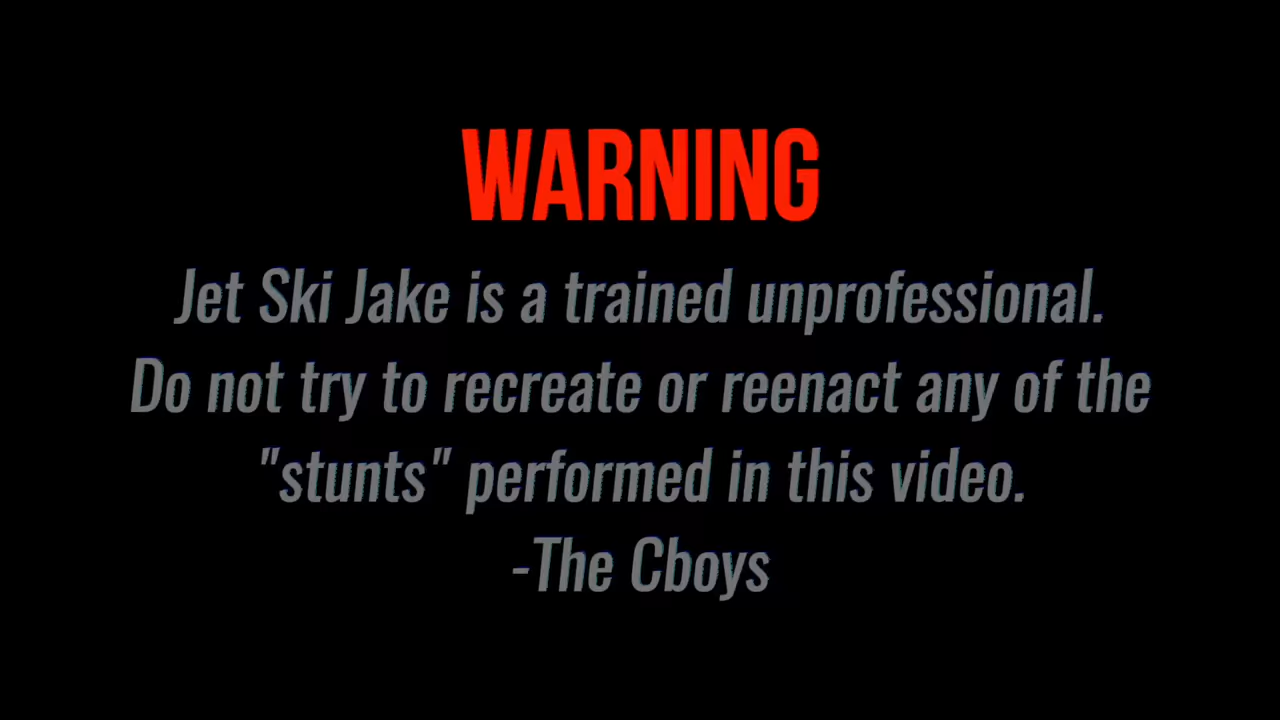 WARNING
Jet Ski Jake is a trained unprofessional.
Do not try to recreate or reenact any of the
"stunts" performed in this video.
-The Cboys